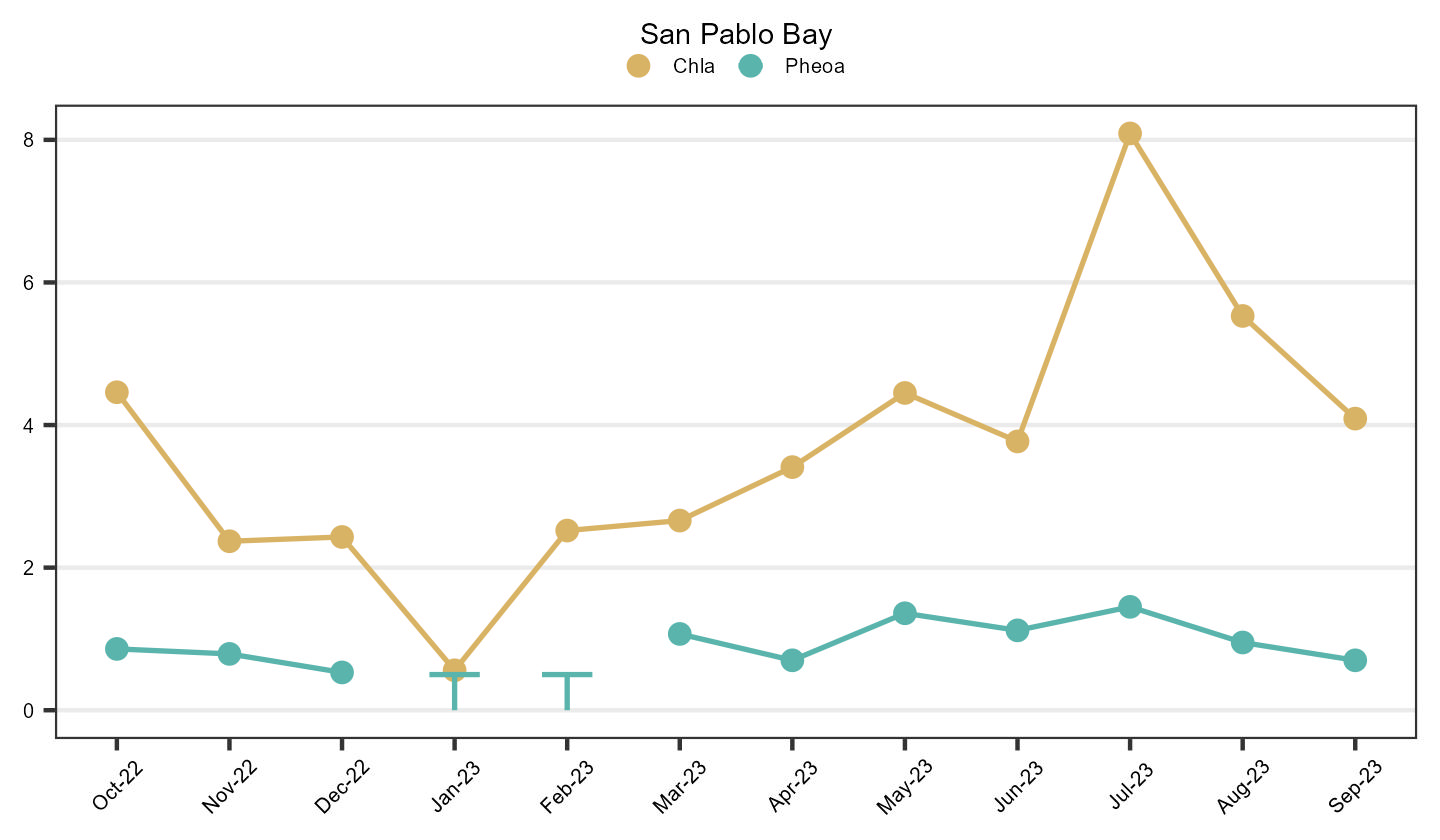 San Pablo Bay
Chla Pheoa
8
6
4
2
0
Oct-22 Nov-22 Dec-22 Jan-23 Feb-23 Mar-23 Apr-23 May-23 Jun-23 Jul-23 Aug-23 Sep-23